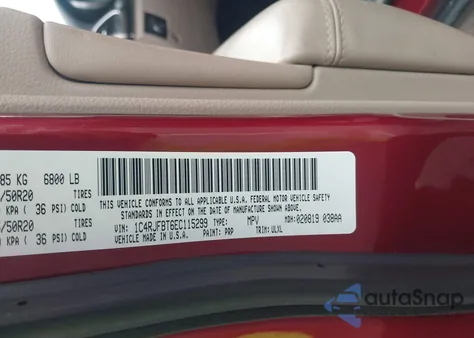 85 KG 6800 LB
/50R20 TIRES
KPA ( 36 PSI) COLD
/50R20 TIRES
KPA ( 36 PSI) COLD
THIS VEHICLE CONFORMS TO ALL APPLICABLE U.S.A. FEDERAL MOTOR VEHICLE SAFETY
STANDARDS IN EFFECT ON THE DATE OF MANUFACTURE SHOWN ABOVE.
VIN: 1C4RJFBT6EC115299 TYPE: MPV MDH: 020819 038AA
VEHICLE MADE IN U.S.A. PAINT: PRP TRIM: ULXL
autoSnap